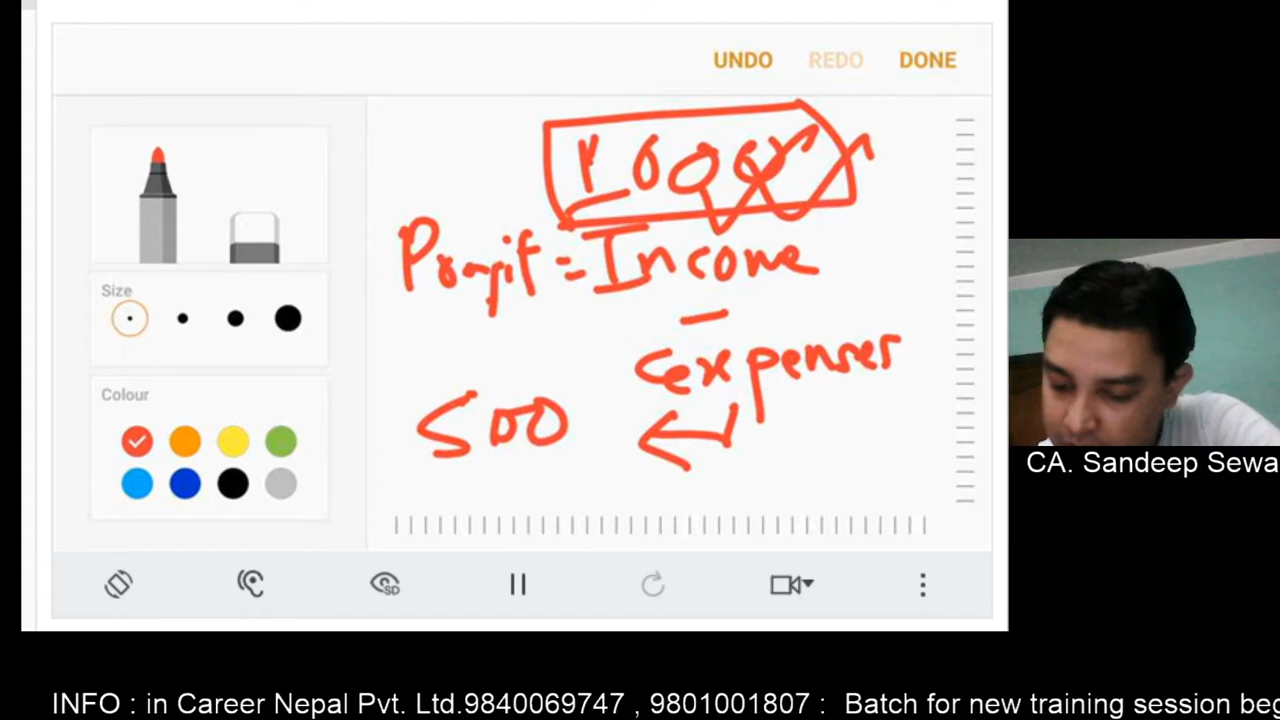 UNDO REDO DONE
Profit = Income
-
expenses
500
Size
Colour
SD
CA. Sandeep Sewa
INFO : in Career Nepal Pvt. Ltd.9840069747 , 9801001807 : Batch for new training session beg